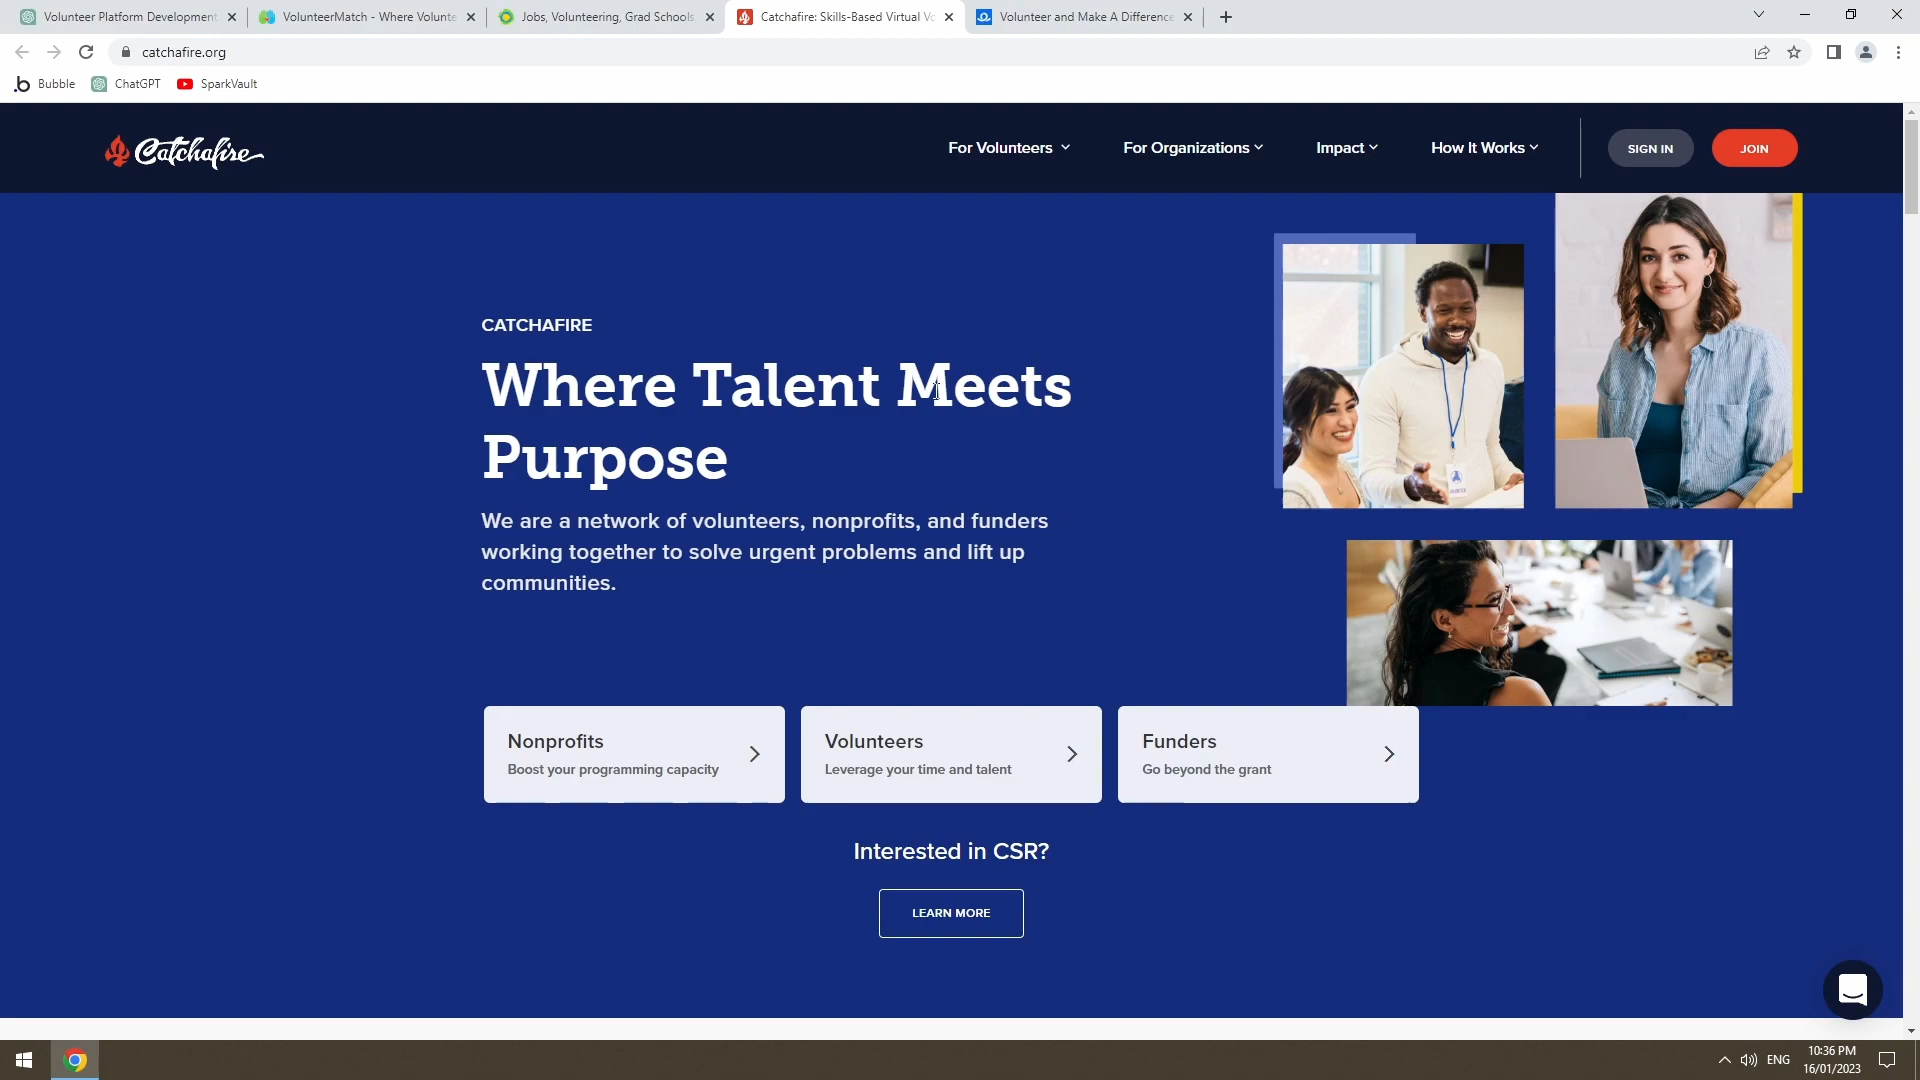 Volunteer Platform Development
VolunteerMatch - Where Volunte
Jobs, Volunteering, Grad Schools
Catchafire: Skills-Based Virtual Vo
Volunteer and Make A Difference
catchafire.org
Bubble
ChatGPT
SparkVault
Catchafire
For Volunteers
For Organizations
Impact
How It Works
SIGN IN
JOIN
CATCHAFIRE
Where Talent Meets
Purpose
We are a network of volunteers, nonprofits, and funders
working together to solve urgent problems and lift up
communities.
Nonprofits
Boost your programming capacity
Volunteers
Leverage your time and talent
Funders
Go beyond the grant
Interested in CSR?
LEARN MORE
ENG
10:36 PM
16/01/2023